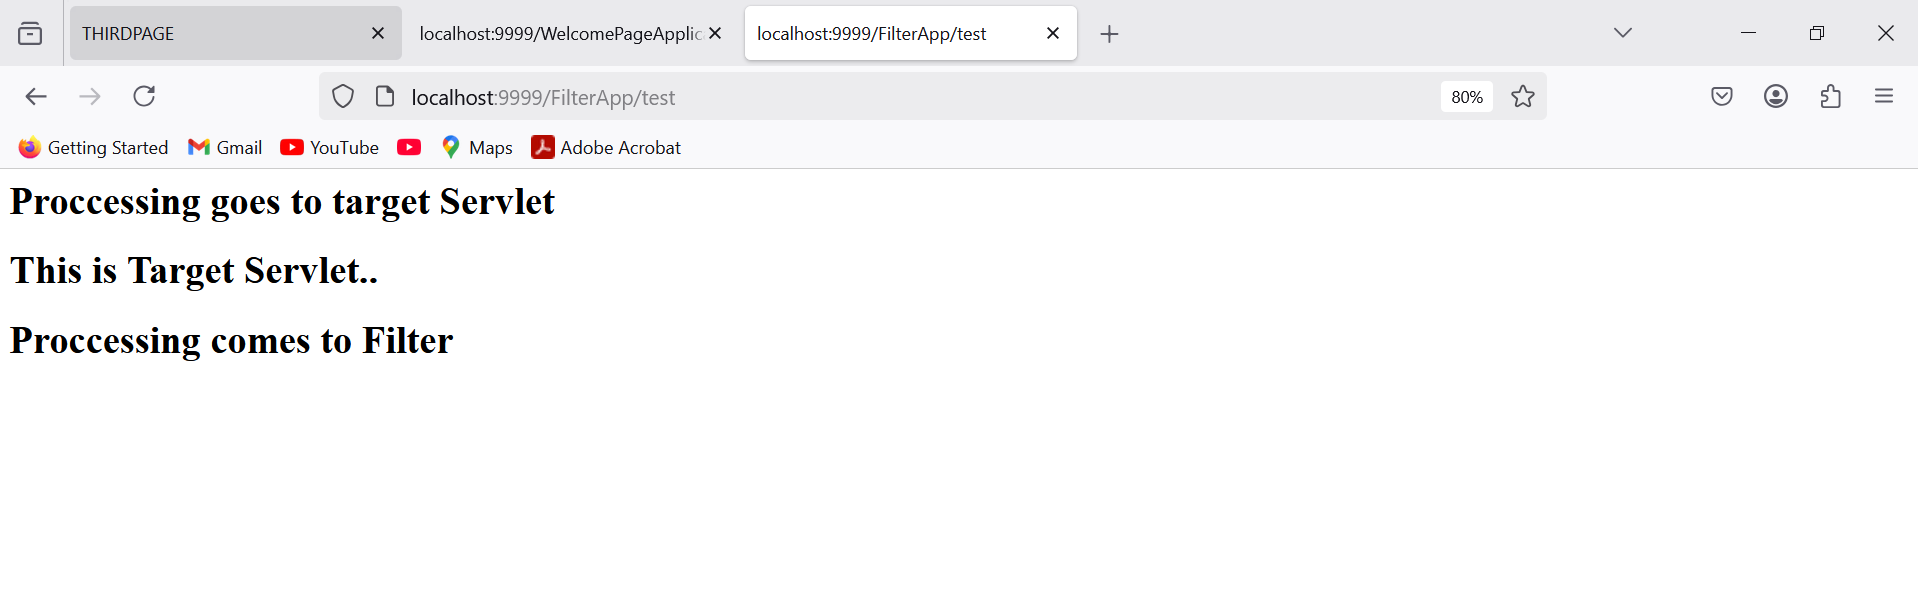 THIRDPAGE
localhost:9999/WelcomePageApplic
localhost:9999/FilterApp/test
localhost:9999/FilterApp/test
80%
Getting Started
Gmail
YouTube
Maps
Adobe Acrobat
Proccessing goes to target Servlet
This is Target Servlet..
Proccessing comes to Filter